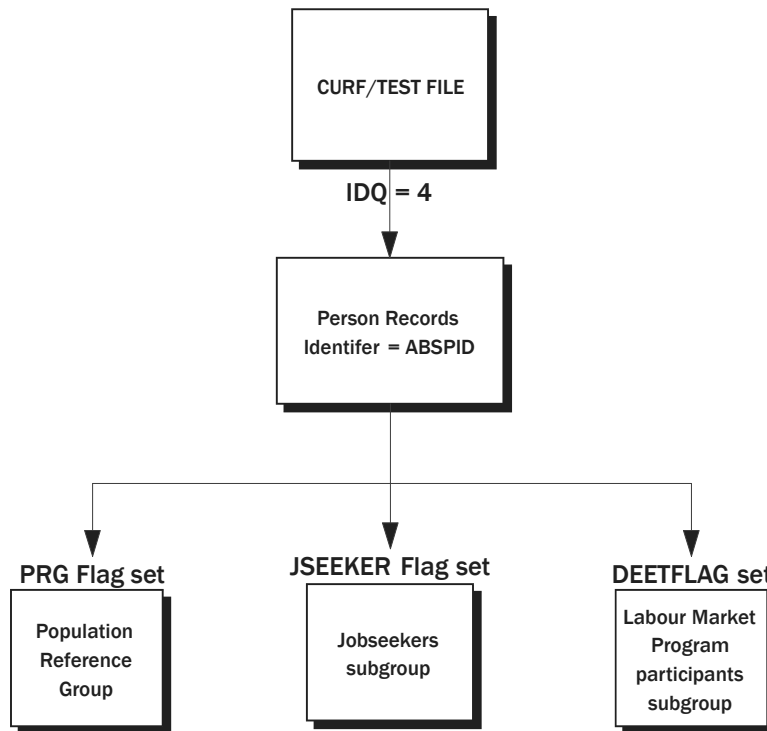 CURF/TEST FILE
IDQ = 4
Person Records
Identifer = ABSPID
PRG Flag set
JSEEKER Flag set
DEETFLAG set
Population
Reference
Group
Jobseekers
subgroup
Labour Market
Program
participants
subgroup